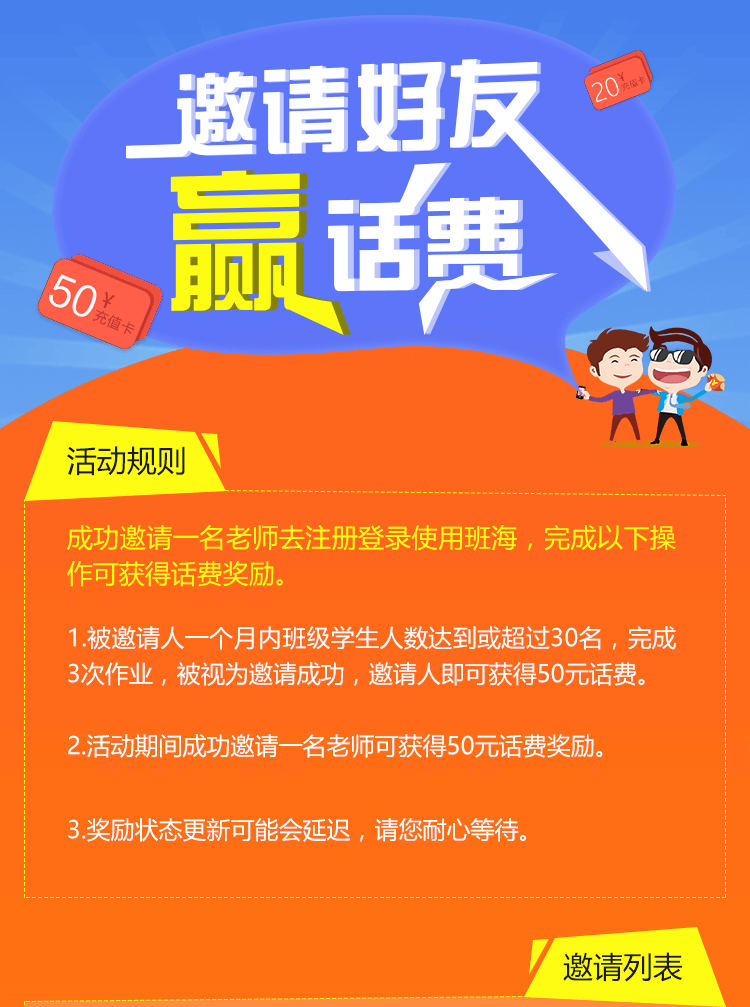 邀请好友
20¥充值卡
赢话费
50¥充值卡
活动规则
成功邀请一名老师去注册登录使用班海，完成以下操
作可获得话费奖励。
1.被邀请人一个月内班级学生人数达到或超过30名，完成
3次作业，被视为邀请成功，邀请人即可获得50元话费。
2.活动期间成功邀请一名老师可获得50元话费奖励。
3.奖励状态更新可能会延迟，请您耐心等待。
邀请列表